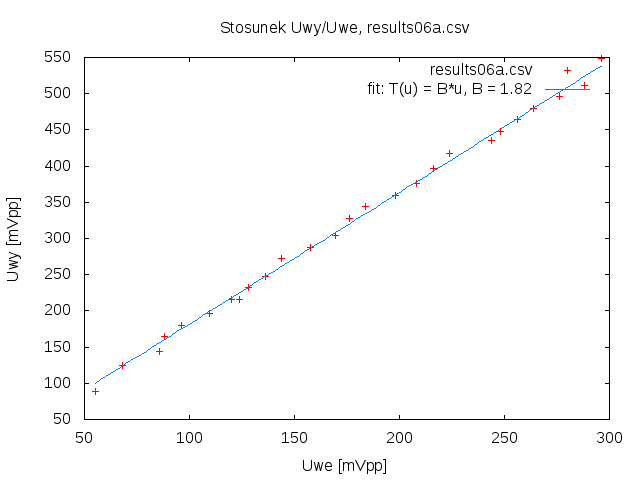 Stosunek Uwy/Uwe, results06a.csv
results06a.csv
fit: T(u) = B*u, B = 1.82
Uwy [mVpp]
550
500
450
400
350
300
250
200
150
100
50
50 100 150 200 250 300
Uwe [mVpp]